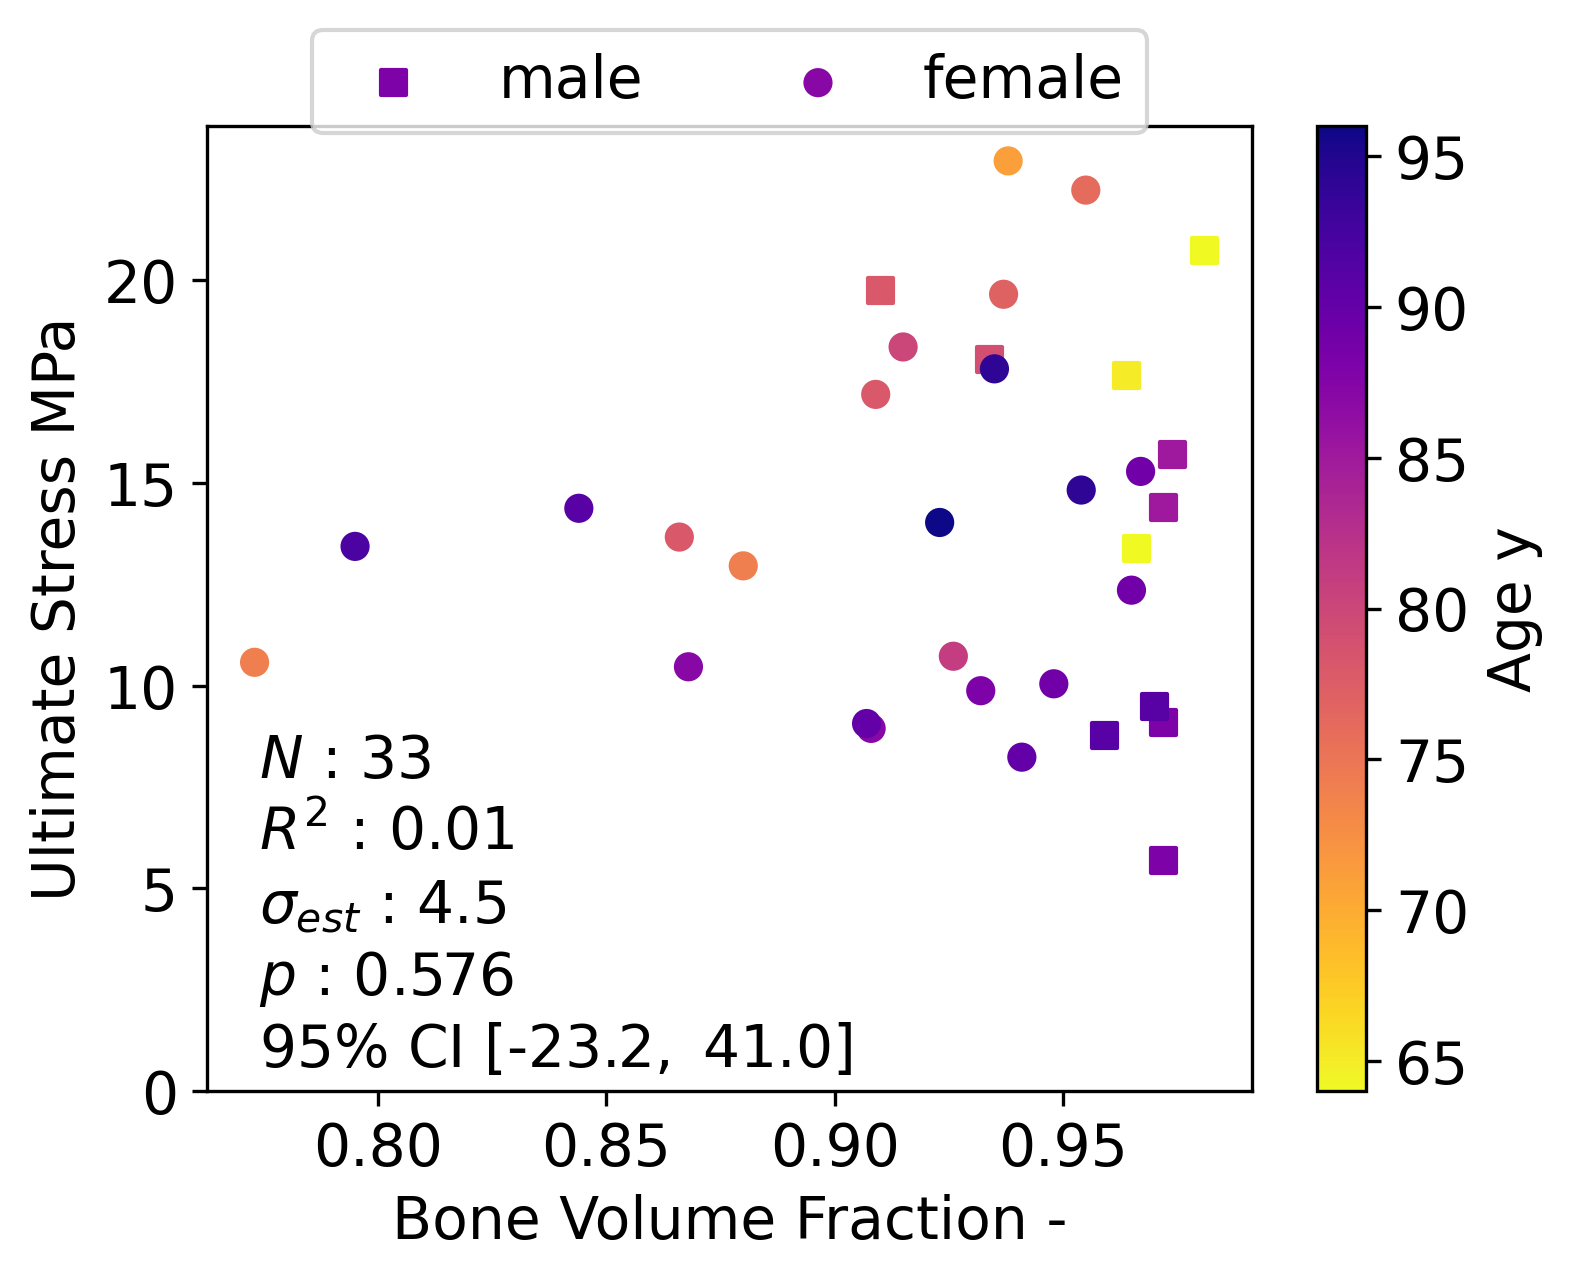 male female
20
15
10
5
0
Ultimate Stress MPa
N : 33
R² : 0.01
σest : 4.5
p : 0.576
95% CI [-23.2, 41.0]
0.80 0.85 0.90 0.95
Bone Volume Fraction -
95
90
85
80
75
70
65
Age y